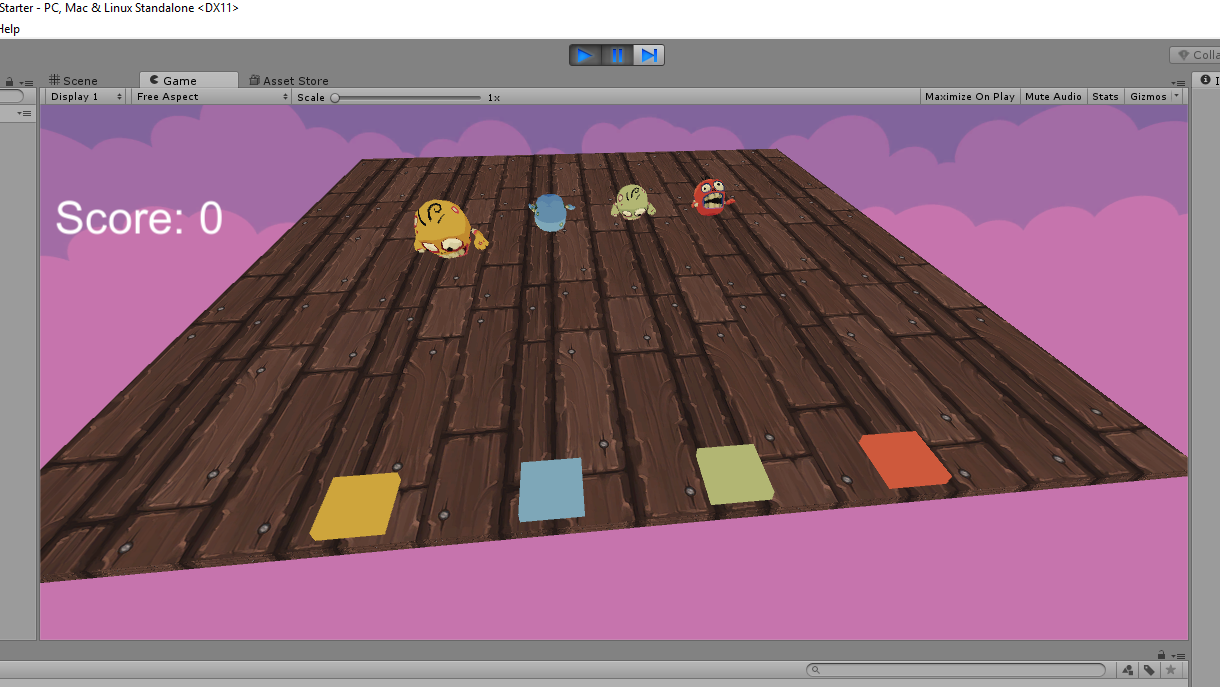 Starter - PC, Mac & Linux Standalone <DX11>
Help
Colla
Scene
Game
Asset Store
Display 1
Free Aspect
Scale
1x
Maximize On Play
Mute Audio
Stats
Gizmos
Score: 0